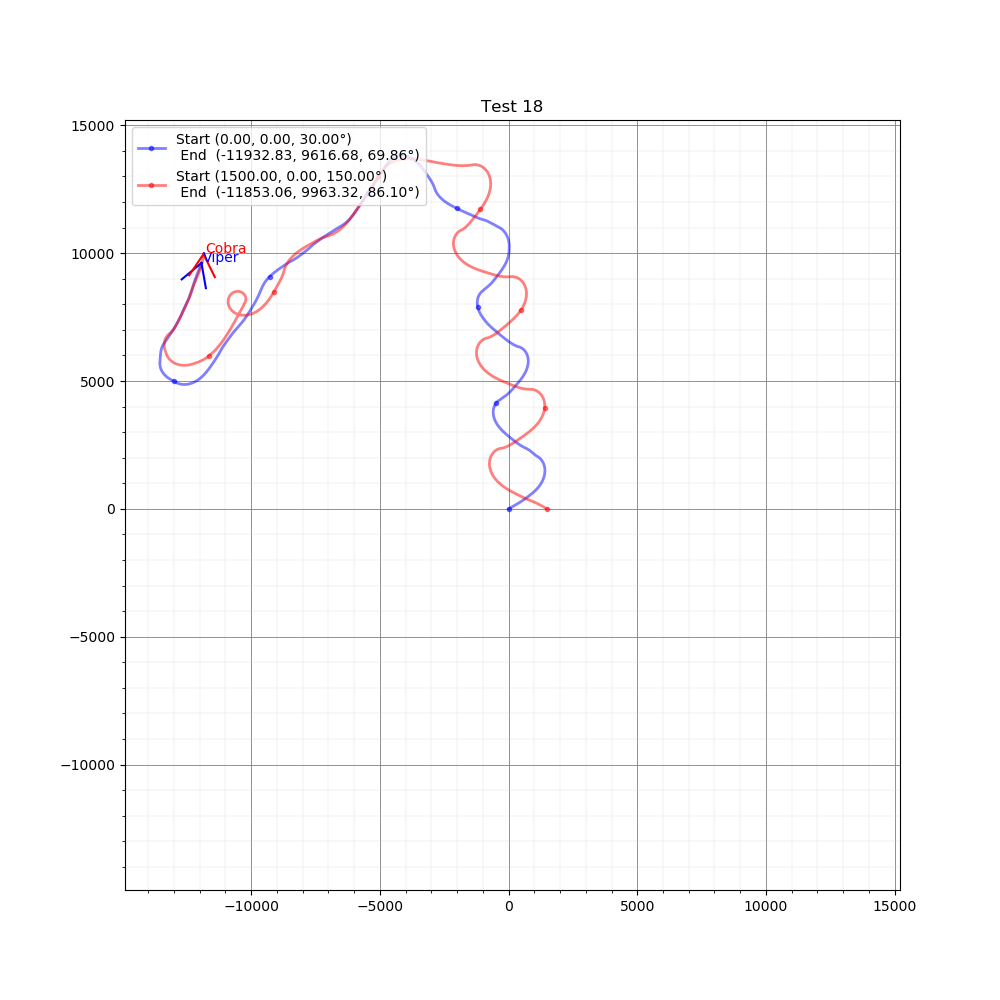 Test 18
15000
Start (0.00, 0.00, 30.00°)
End (-11932.83, 9616.68, 69.86°)
Start (1500.00, 0.00, 150.00°)
End (-11853.06, 9963.32, 86.10°)
10000
Cobra
Viper
5000
0
−5000
−10000
−10000 −5000 0 5000 10000 15000